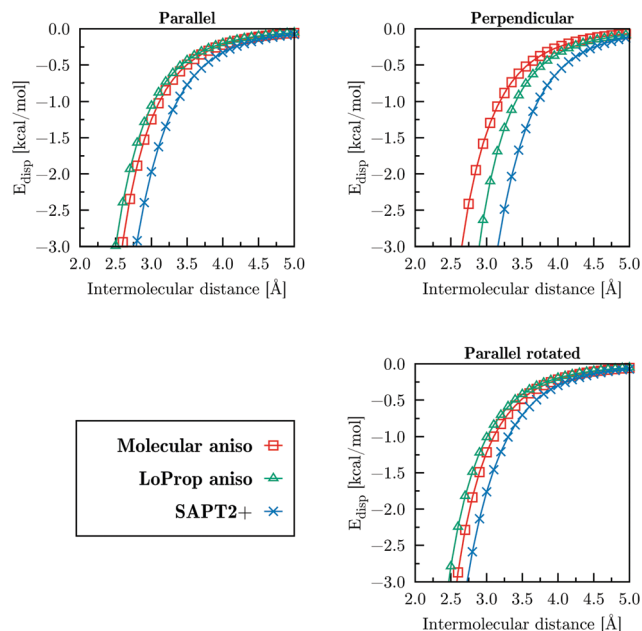 Parallel
0.0
−0.5
−1.0
−1.5
−2.0
−2.5
−3.0
E_disp [kcal/mol]
2.0 2.5 3.0 3.5 4.0 4.5 5.0
Intermolecular distance [Å]
Perpendicular
0.0
−0.5
−1.0
−1.5
−2.0
−2.5
−3.0
E_disp [kcal/mol]
2.0 2.5 3.0 3.5 4.0 4.5 5.0
Intermolecular distance [Å]
Molecular aniso
LoProp aniso
SAPT2+
Parallel rotated
0.0
−0.5
−1.0
−1.5
−2.0
−2.5
−3.0
E_disp [kcal/mol]
2.0 2.5 3.0 3.5 4.0 4.5 5.0
Intermolecular distance [Å]